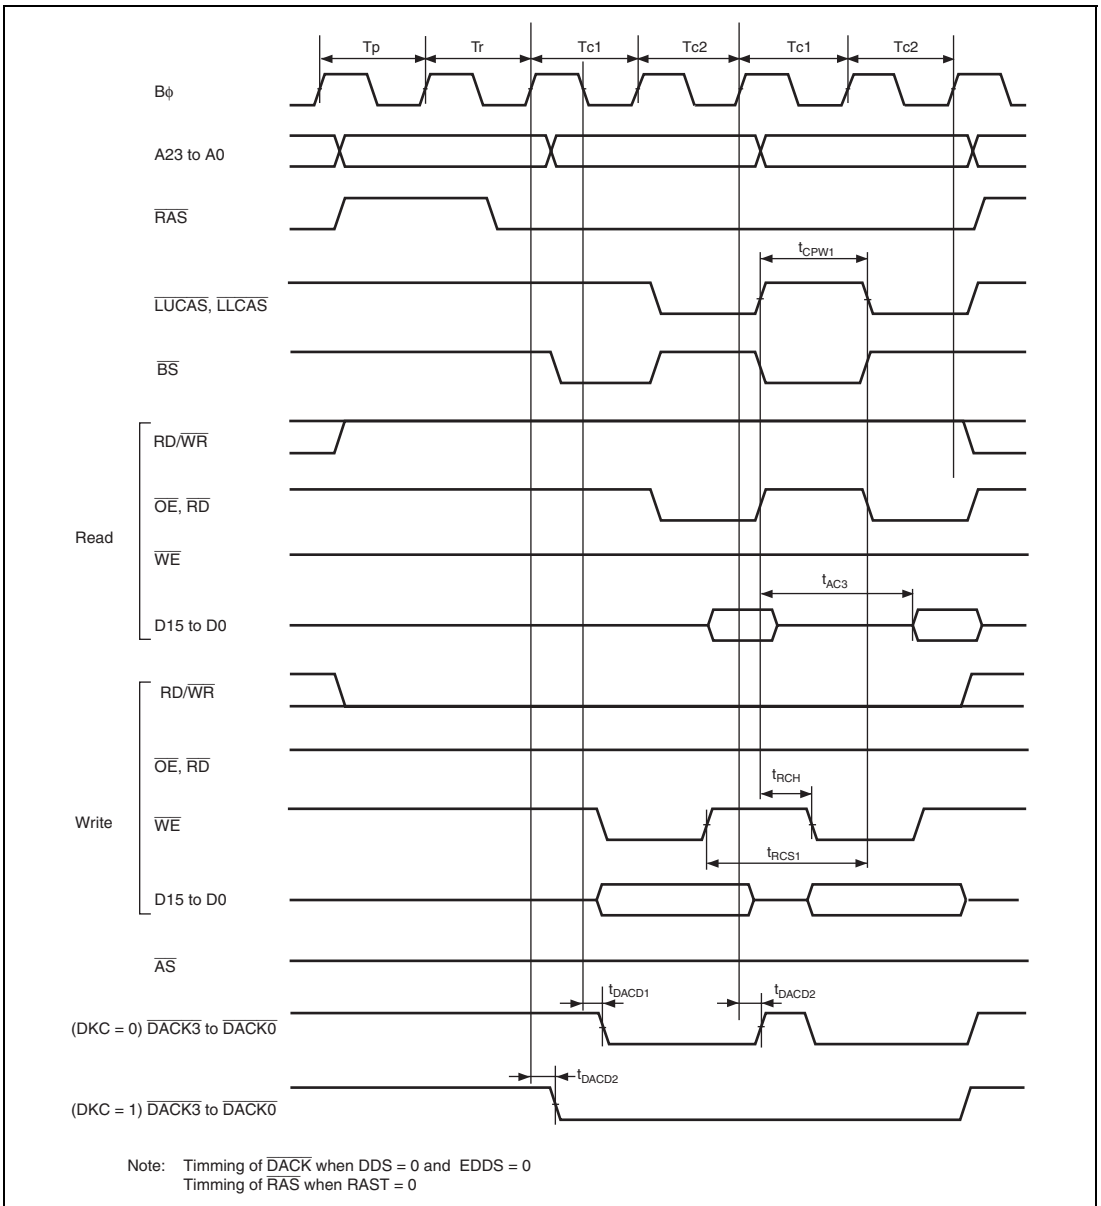 Tp Tr Tc1 Tc2 Tc1 Tc2
Bϕ
A23 to A0
RAS
tCPW1
LUCAS, LLCAS
BS
RD/WR
OE, RD
Read
WE
tAC3
D15 to D0
RD/WR
OE, RD
tRCH
Write
WE
tRCS1
D15 to D0
AS
tDACD1 tDACD2
(DKC = 0) DACK3 to DACK0
tDACD2
(DKC = 1) DACK3 to DACK0
Note: Timming of DACK when DDS = 0 and EDDS = 0
Timming of RAS when RAST = 0